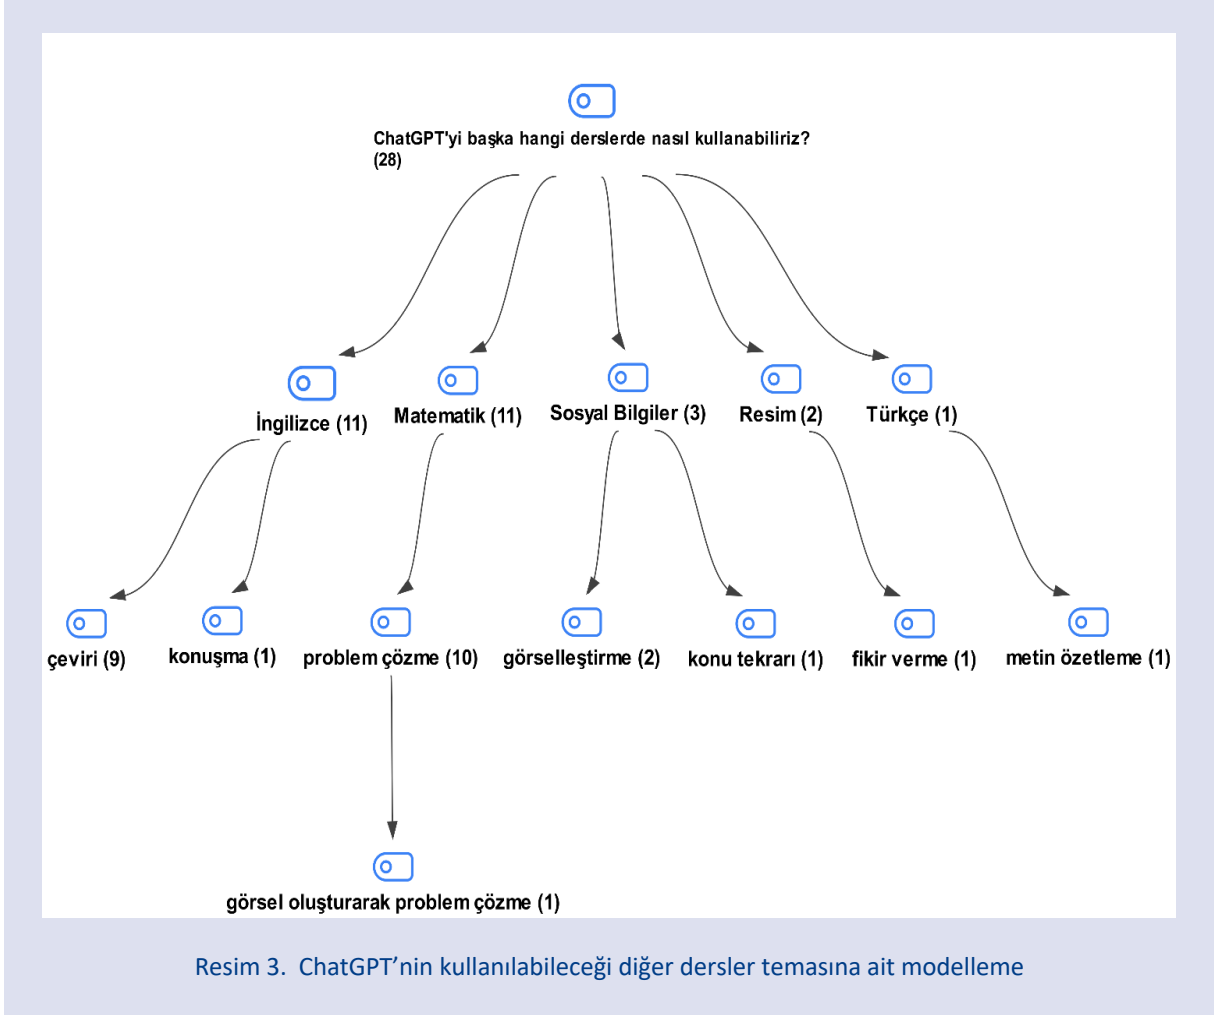 ChatGPT'yi başka hangi derslerde nasıl kullanabiliriz?
(28)
İngilizce (11)
Matematik (11)
Sosyal Bilgiler (3)
Resim (2)
Türkçe (1)
çeviri (9)
konuşma (1)
problem çözme (10)
görselleştirme (2)
konu tekrarı (1)
fikir verme (1)
metin özetleme (1)
görsel oluşturarak problem çözme (1)
Resim 3.  ChatGPT’nin kullanılabileceği diğer dersler temasına ait modelleme